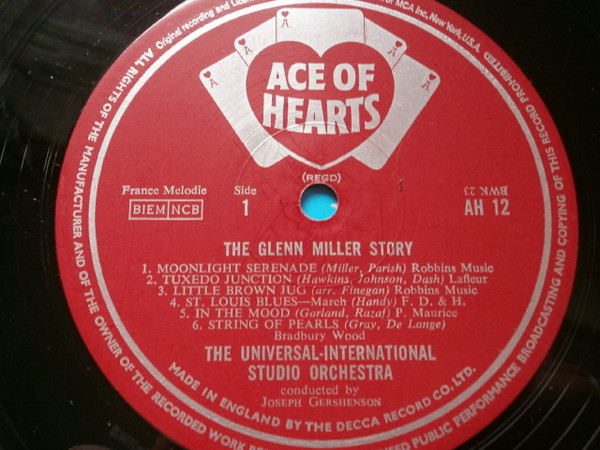 ACE OF
HEARTS
(REGD)
France Melodie
BIEM NCB
Side
1
BWK 23
AH 12
THE GLENN MILLER STORY
1. MOONLIGHT SERENADE (Miller, Parish) Robbins Music
2. TUXEDO JUNCTION (Hawkins, Johnson, Dash) Lafleur
3. LITTLE BROWN JUG (arr. Finegan) Robbins Music
4. ST. LOUIS BLUES—March (Handy) F. D. & H.
5. IN THE MOOD (Garland, Razaf) P. Maurice
6. STRING OF PEARLS (Gray, De Lange)
Bradbury Wood
THE UNIVERSAL-INTERNATIONAL
STUDIO ORCHESTRA
conducted by
JOSEPH GERSHENSON
MADE IN ENGLAND BY THE DECCA RECORD CO. LTD.
ALL RIGHTS OF THE MANUFACTURER AND OF THE OWNER OF THE RECORDED WORK
PUBLIC PERFORMANCE BROADCASTING AND COPYING OF THIS RECORD PROHIBITED
Original recording and
of MCA Inc. New York, U.S.A.
A
A
A
A